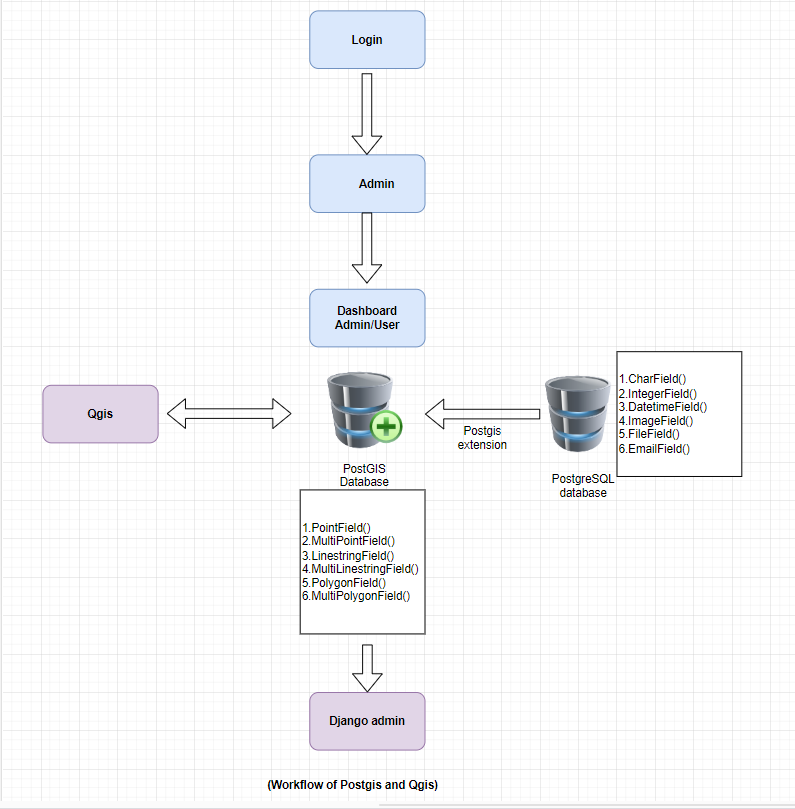 Login
Admin
Dashboard
Admin/User
Qgis
PostGIS
Database
Postgis
extension
PostgreSQL
database
1.CharField()
2.IntegerField()
3.DatetimeField()
4.ImageField()
5.FileField()
6.EmailField()
1.PointField()
2.MultiPointField()
3.LinestringField()
4.MultiLinestringField()
5.PolygonField()
6.MultiPolygonField()
Django admin
(Workflow of Postgis and Qgis)